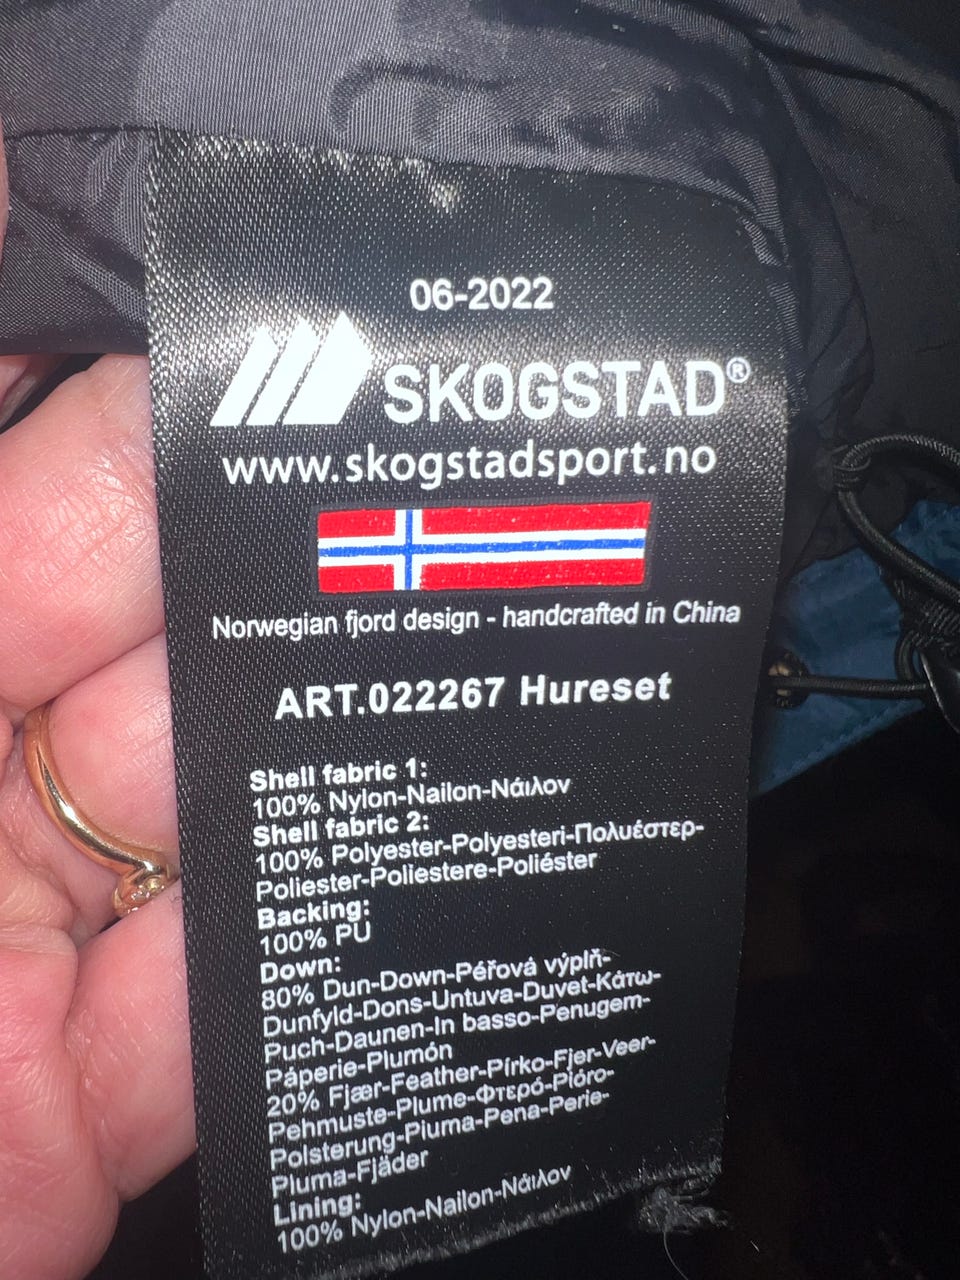 06-2022
SKOGSTAD®
www.skogstadsport.no
Norwegian fjord design - handcrafted in China
ART.022267 Hureset
Shell fabric 1:
100% Nylon-Nailon-Νάιλον
Shell fabric 2:
100% Polyester-Polyesteri-Πολυέστερ-
Poliester-Poliestere-Poliéster
Backing:
100% PU
Down:
80% Dun-Down-Péřová výplň-
Dunfyld-Dons-Untuva-Duvet-Κάτω-
Puch-Daunen-In basso-Penugem-
Páperie-Plumón
20% Fjær-Feather-Pírko-Fjer-Veer-
Pehmuste-Plume-Φτερό-Pióro-
Polsterung-Piuma-Pena-Perie-
Pluma-Fjäder
Lining:
100% Nylon-Nailon-Νάιλον